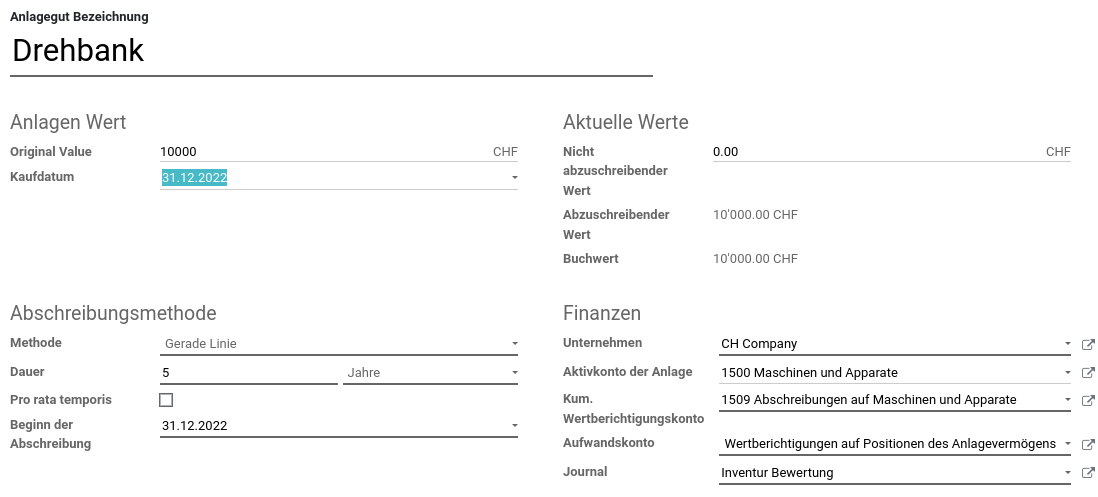 Anlagegut Bezeichnung
Drehbank
Anlagen Wert
Original Value 10000 CHF
Kaufdatum 31.12.2022
Aktuelle Werte
Nicht 0.00 CHF
abzuschreibender
Wert
Abzuschreibender 10'000.00 CHF
Wert
Buchwert 10'000.00 CHF
Abschreibungsmethode
Methode Gerade Linie
Dauer 5 Jahre
Pro rata temporis
Beginn der 31.12.2022
Abschreibung
Finanzen
Unternehmen CH Company
Aktivkonto der Anlage 1500 Maschinen und Apparate
Kum. 1509 Abschreibungen auf Maschinen und Apparate
Wertberichtigungskonto
Aufwandskonto Wertberichtigungen auf Positionen des Anlagevermögens
Journal Inventur Bewertung